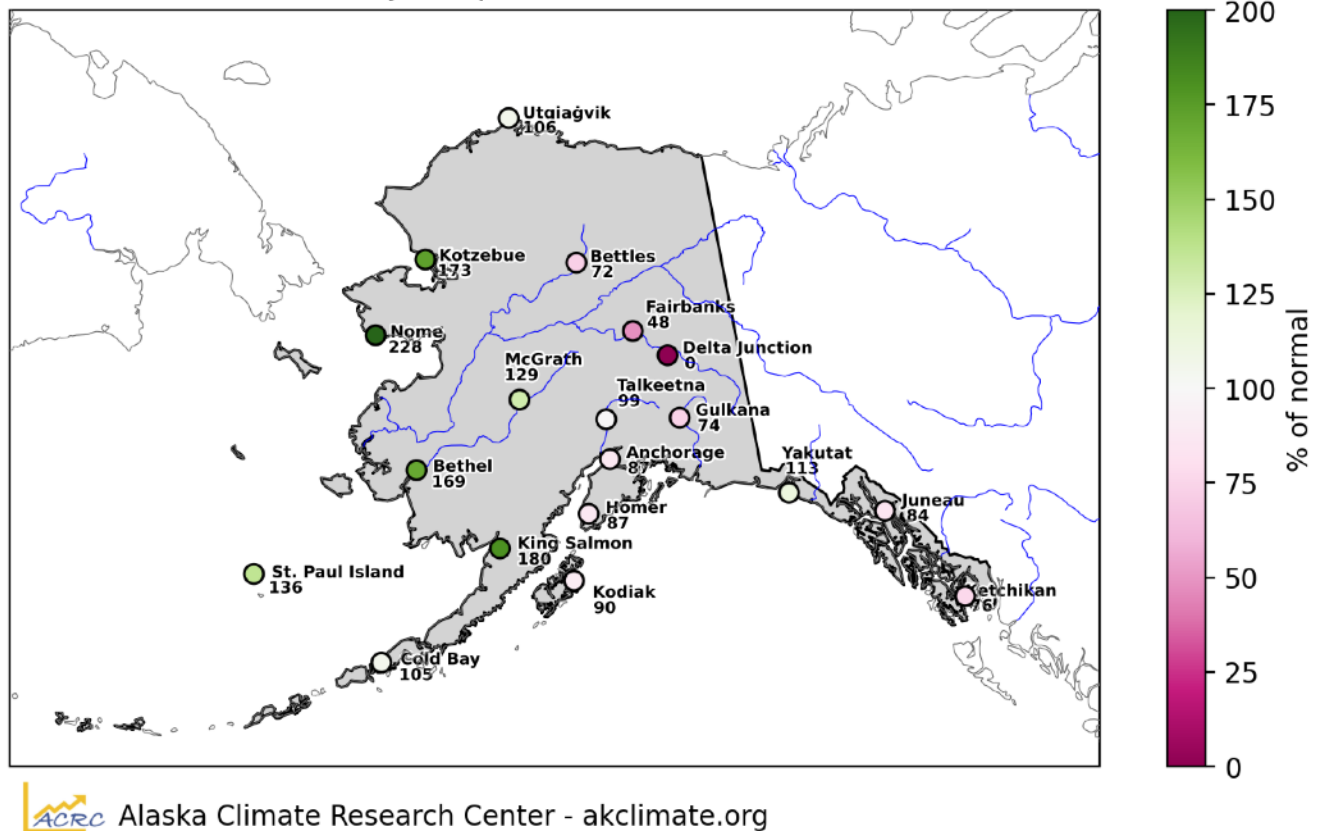 Utqiaġvik
106
Kotzebue
173
Bettles
72
Nome
228
Fairbanks
48
Delta Junction
0
McGrath
129
Talkeetna
99
Gulkana
74
Anchorage
87
Bethel
169
Yakutat
113
Homer
87
Juneau
84
King Salmon
180
St. Paul Island
136
Kodiak
90
Ketchikan
76
Cold Bay
105
200
175
150
125
100
75
50
25
0
% of normal
ACRC Alaska Climate Research Center - akclimate.org